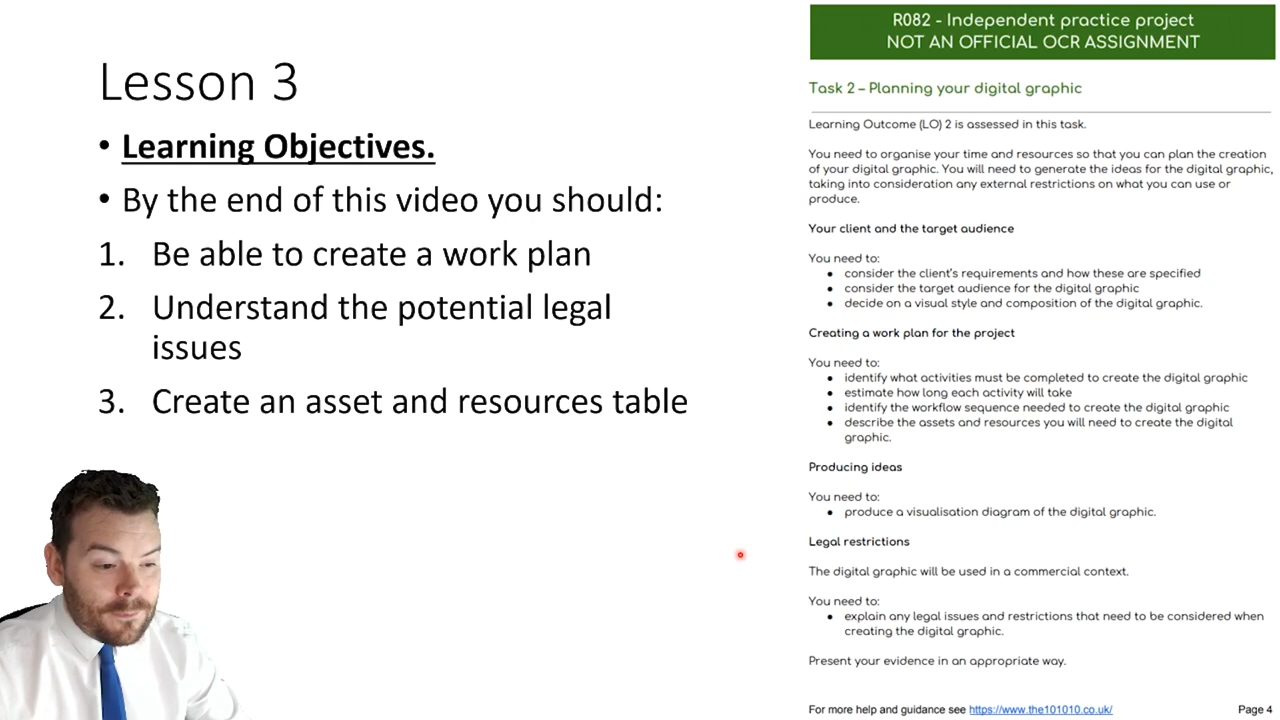 Lesson 3
• Learning Objectives.
• By the end of this video you should:
1. Be able to create a work plan
2. Understand the potential legal
issues
3. Create an asset and resources table
R082 - Independent practice project
NOT AN OFFICIAL OCR ASSIGNMENT
Task 2 – Planning your digital graphic
Learning Outcome (LO) 2 is assessed in this task.
You need to organise your time and resources so that you can plan the creation
of your digital graphic. You will need to generate the ideas for the digital graphic,
taking into consideration any external restrictions on what you can use or
produce.
Your client and the target audience
You need to:
• consider the client's requirements and how these are specified
• consider the target audience for the digital graphic
• decide on a visual style and composition of the digital graphic.
Creating a work plan for the project
You need to:
• identify what activities must be completed to create the digital graphic
• estimate how long each activity will take
• identify the workflow sequence needed to create the digital graphic
• describe the assets and resources you will need to create the digital
graphic.
Producing ideas
You need to:
• produce a visualisation diagram of the digital graphic.
Legal restrictions
The digital graphic will be used in a commercial context.
You need to:
• explain any legal issues and restrictions that need to be considered when
creating the digital graphic.
Present your evidence in an appropriate way.
For more help and guidance see https://www.the101010.co.uk/ Page 4